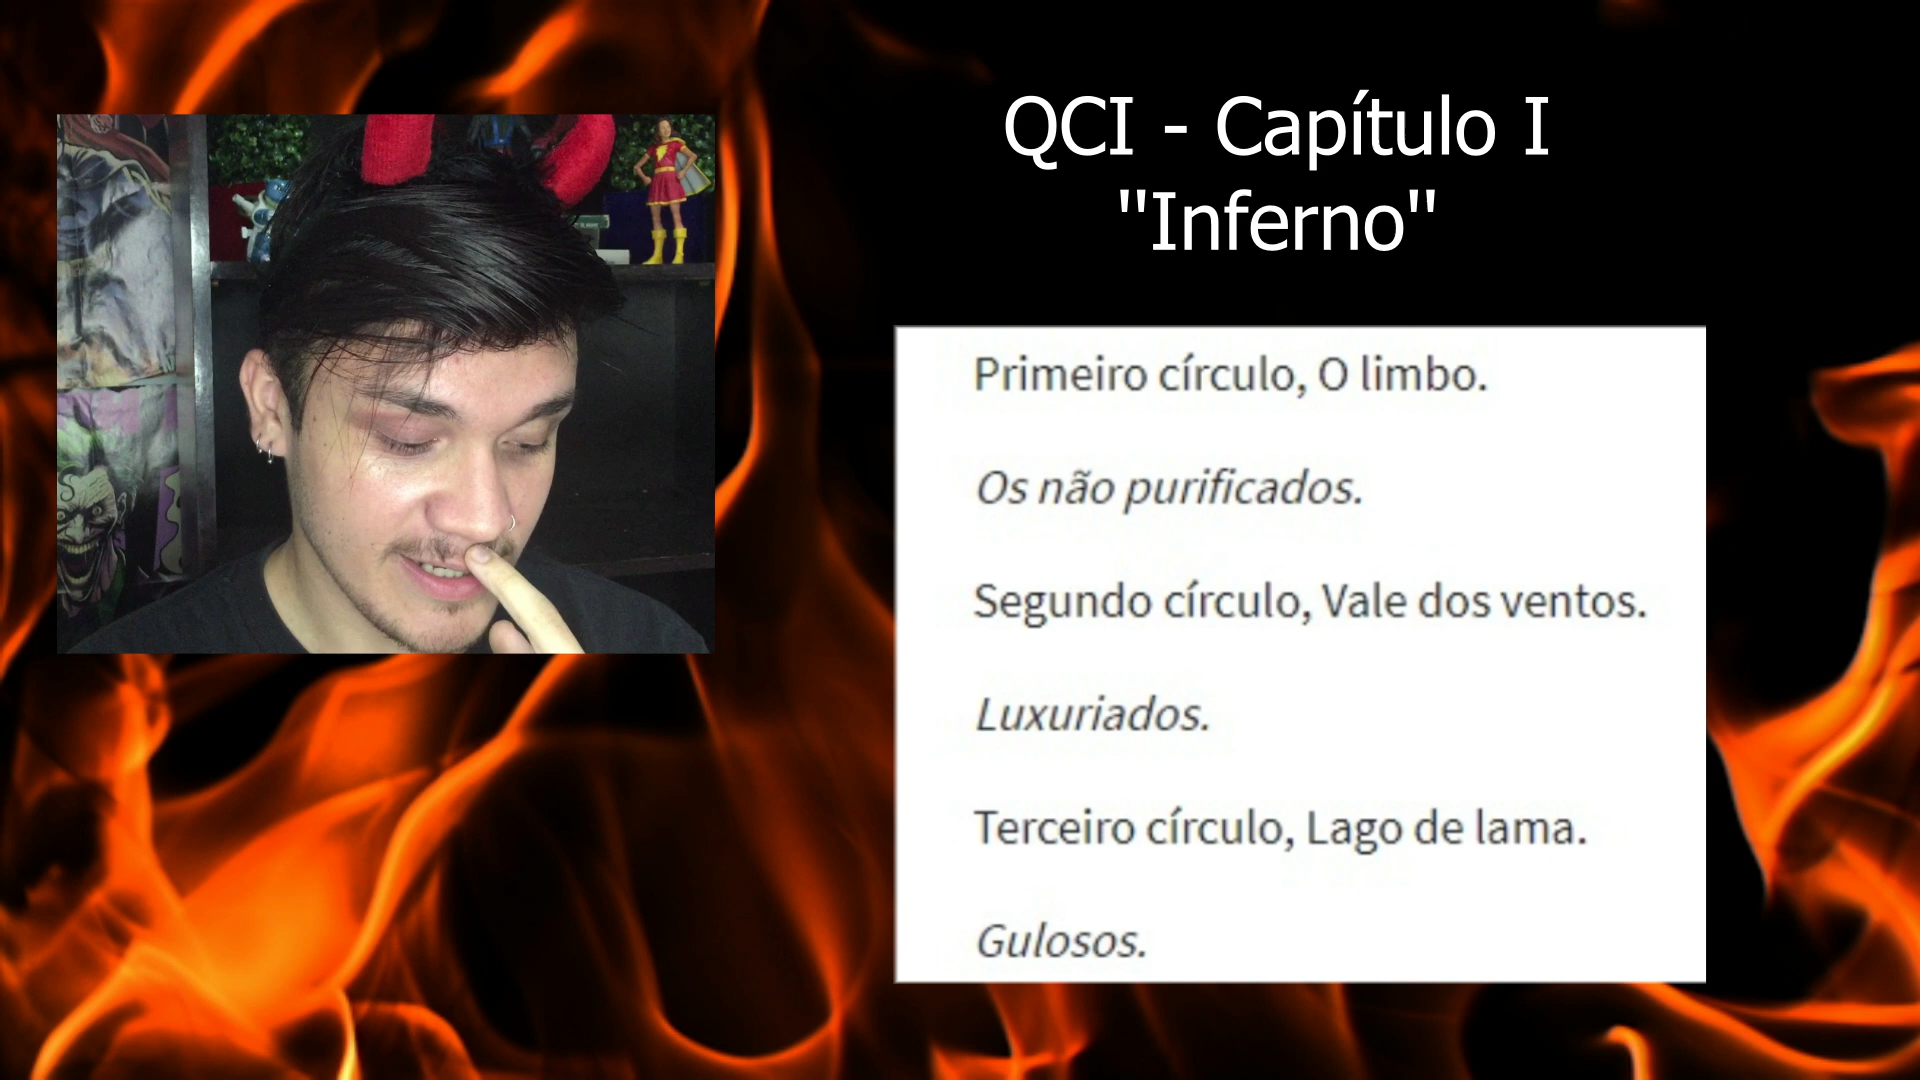 QCI - Capítulo I
"Inferno"
Primeiro círculo, O limbo.
Os não purificados.
Segundo círculo, Vale dos ventos.
Luxuriados.
Terceiro círculo, Lago de lama.
Gulosos.